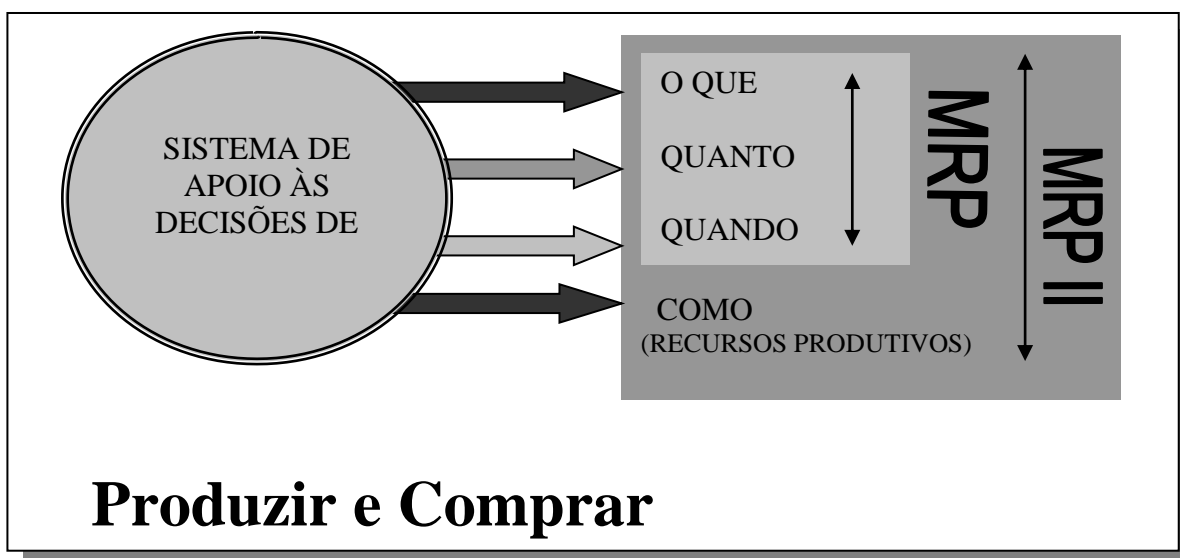 SISTEMA DE
APOIO ÀS
DECISÕES DE
O QUE
QUANTO
QUANDO
COMO
(RECURSOS PRODUTIVOS)
MRP
MRP II
Produzir e Comprar